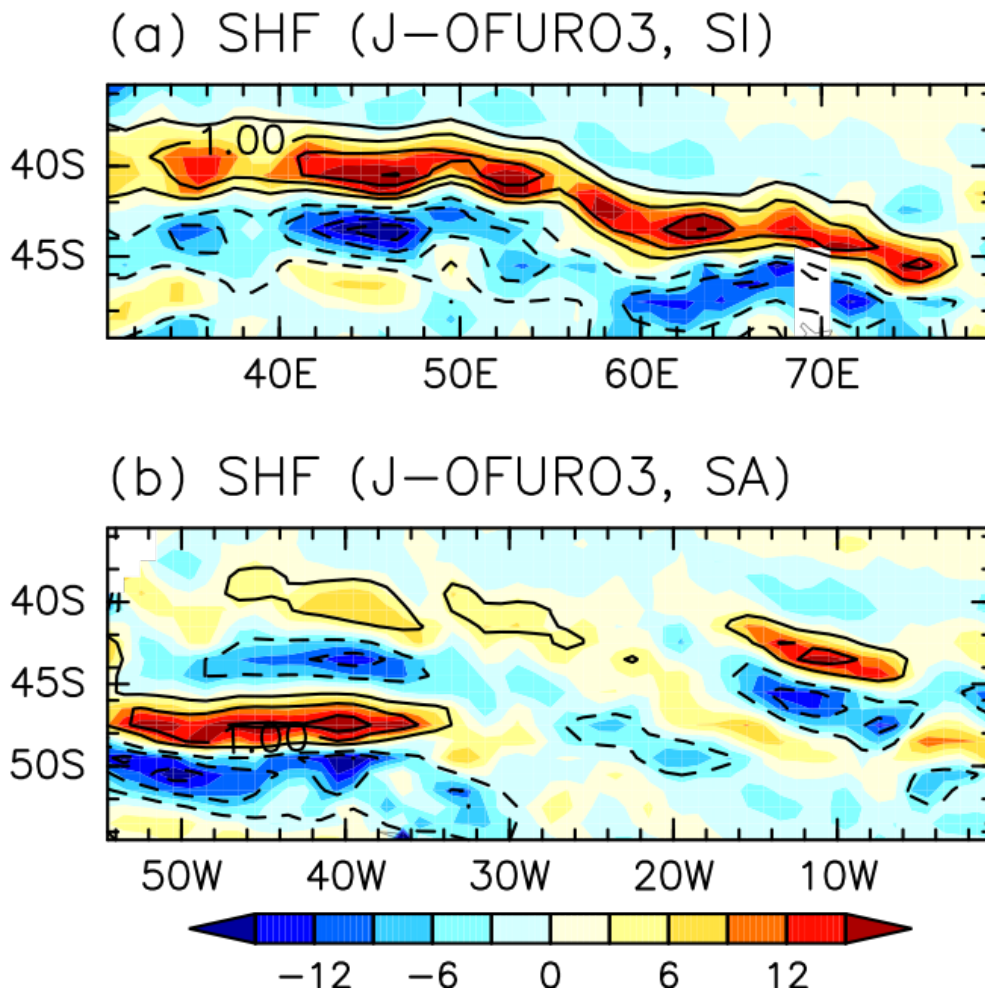 (a) SHF (J−OFURO3, SI)
1.00
40S
45S
40E 50E 60E 70E
(b) SHF (J−OFURO3, SA)
40S
45S
1.00
50S
50W 40W 30W 20W 10W
−12 −6 0 6 12